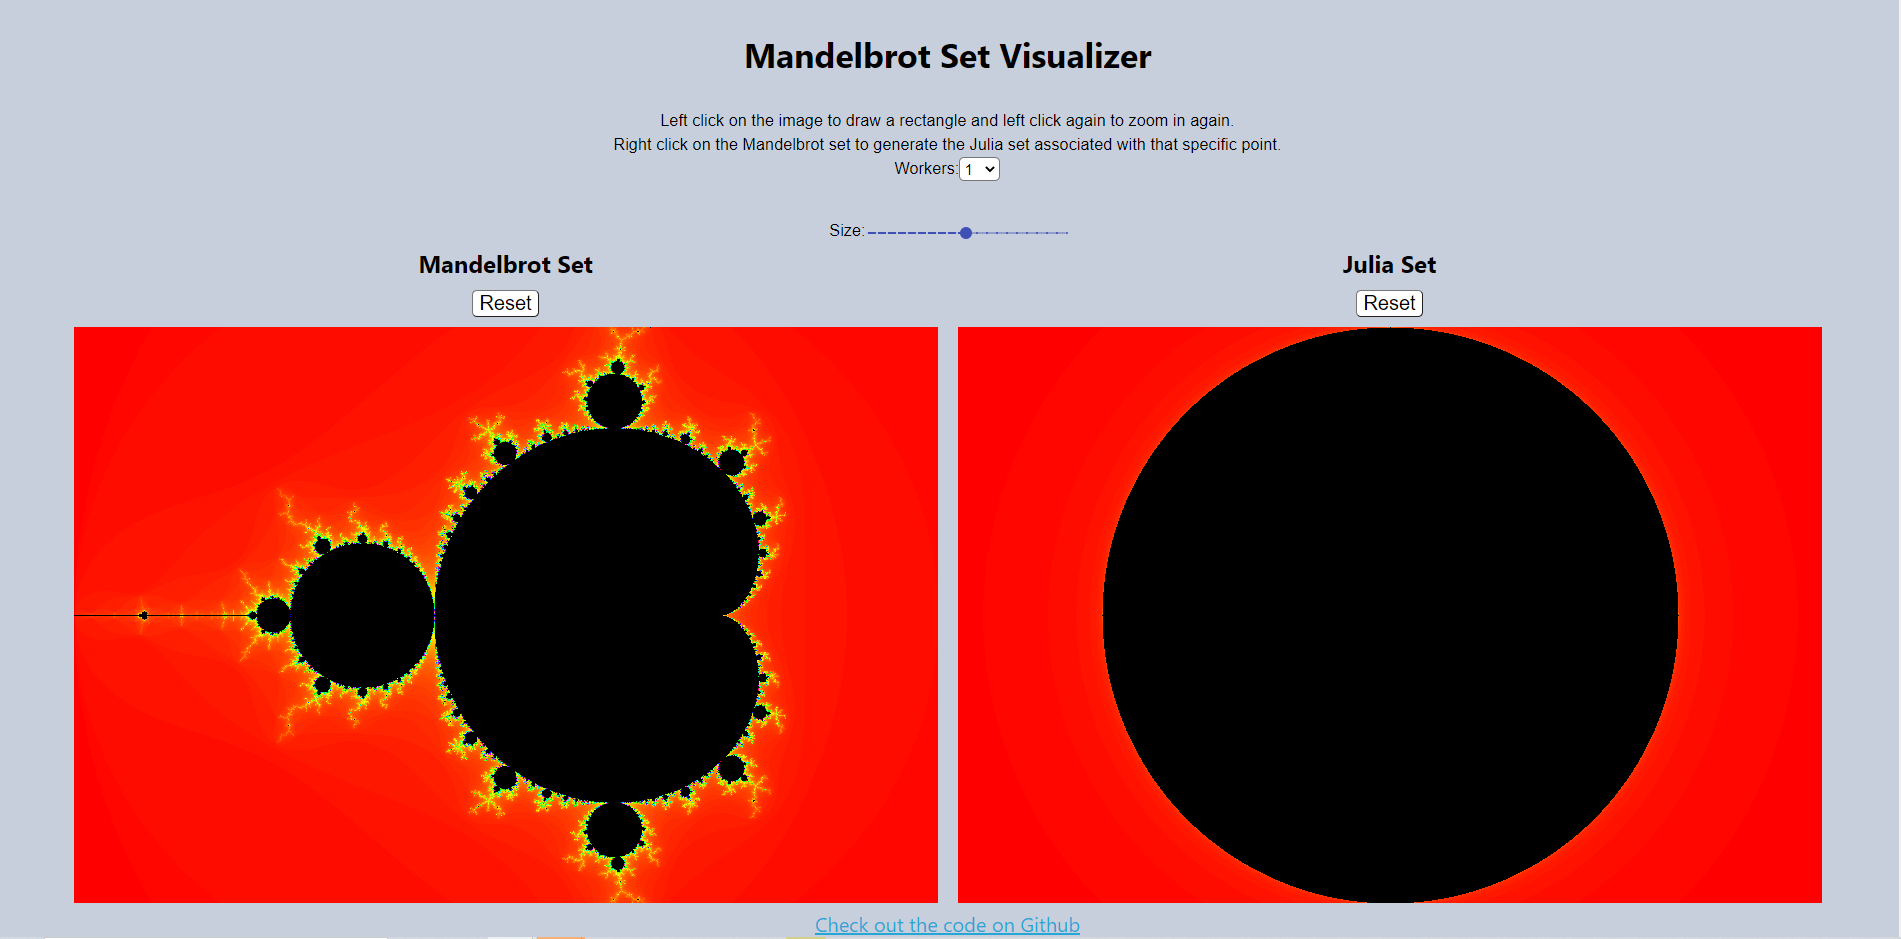 Mandelbrot Set Visualizer
Left click on the image to draw a rectangle and left click again to zoom in again.
Right click on the Mandelbrot set to generate the Julia set associated with that specific point.
Workers: 1
Size:
Mandelbrot Set
Reset
Julia Set
Reset
Check out the code on Github